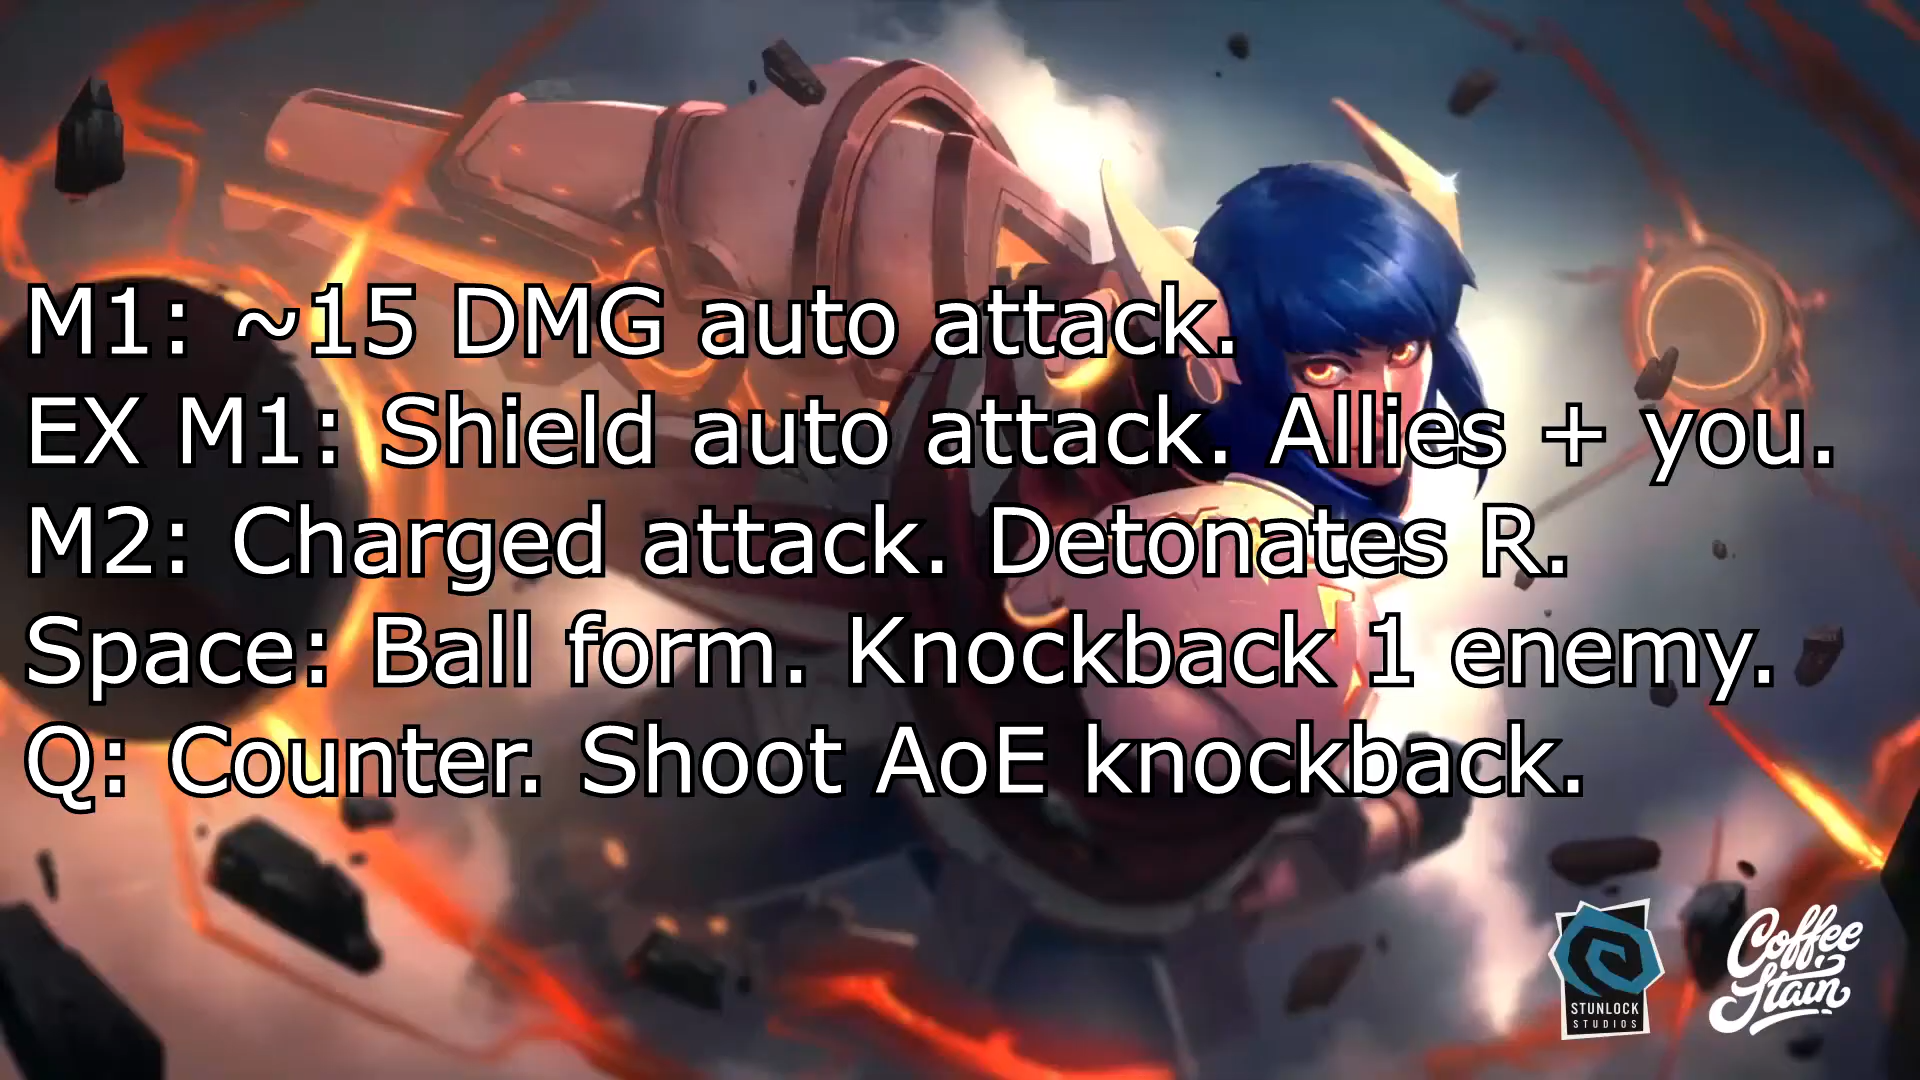 M1: ~15 DMG auto attack.
EX M1: Shield auto attack. Allies + you.
M2: Charged attack. Detonates R.
Space: Ball form. Knockback 1 enemy.
Q: Counter. Shoot AoE knockback.
STUNLOCK
STUDIOS
Coffee
Stain